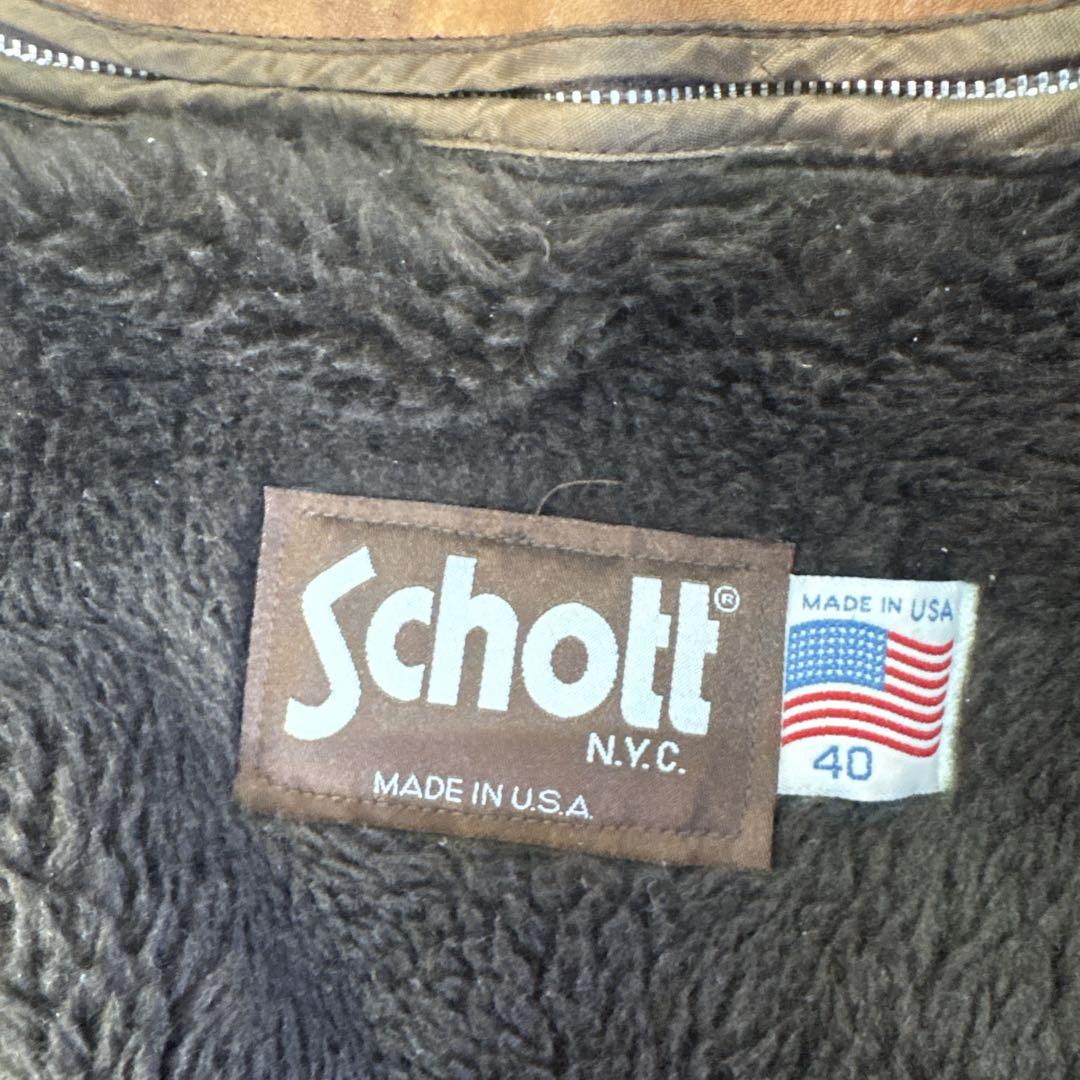 Schott®
N.Y.C.
MADE IN U.S.A.
MADE IN USA
40